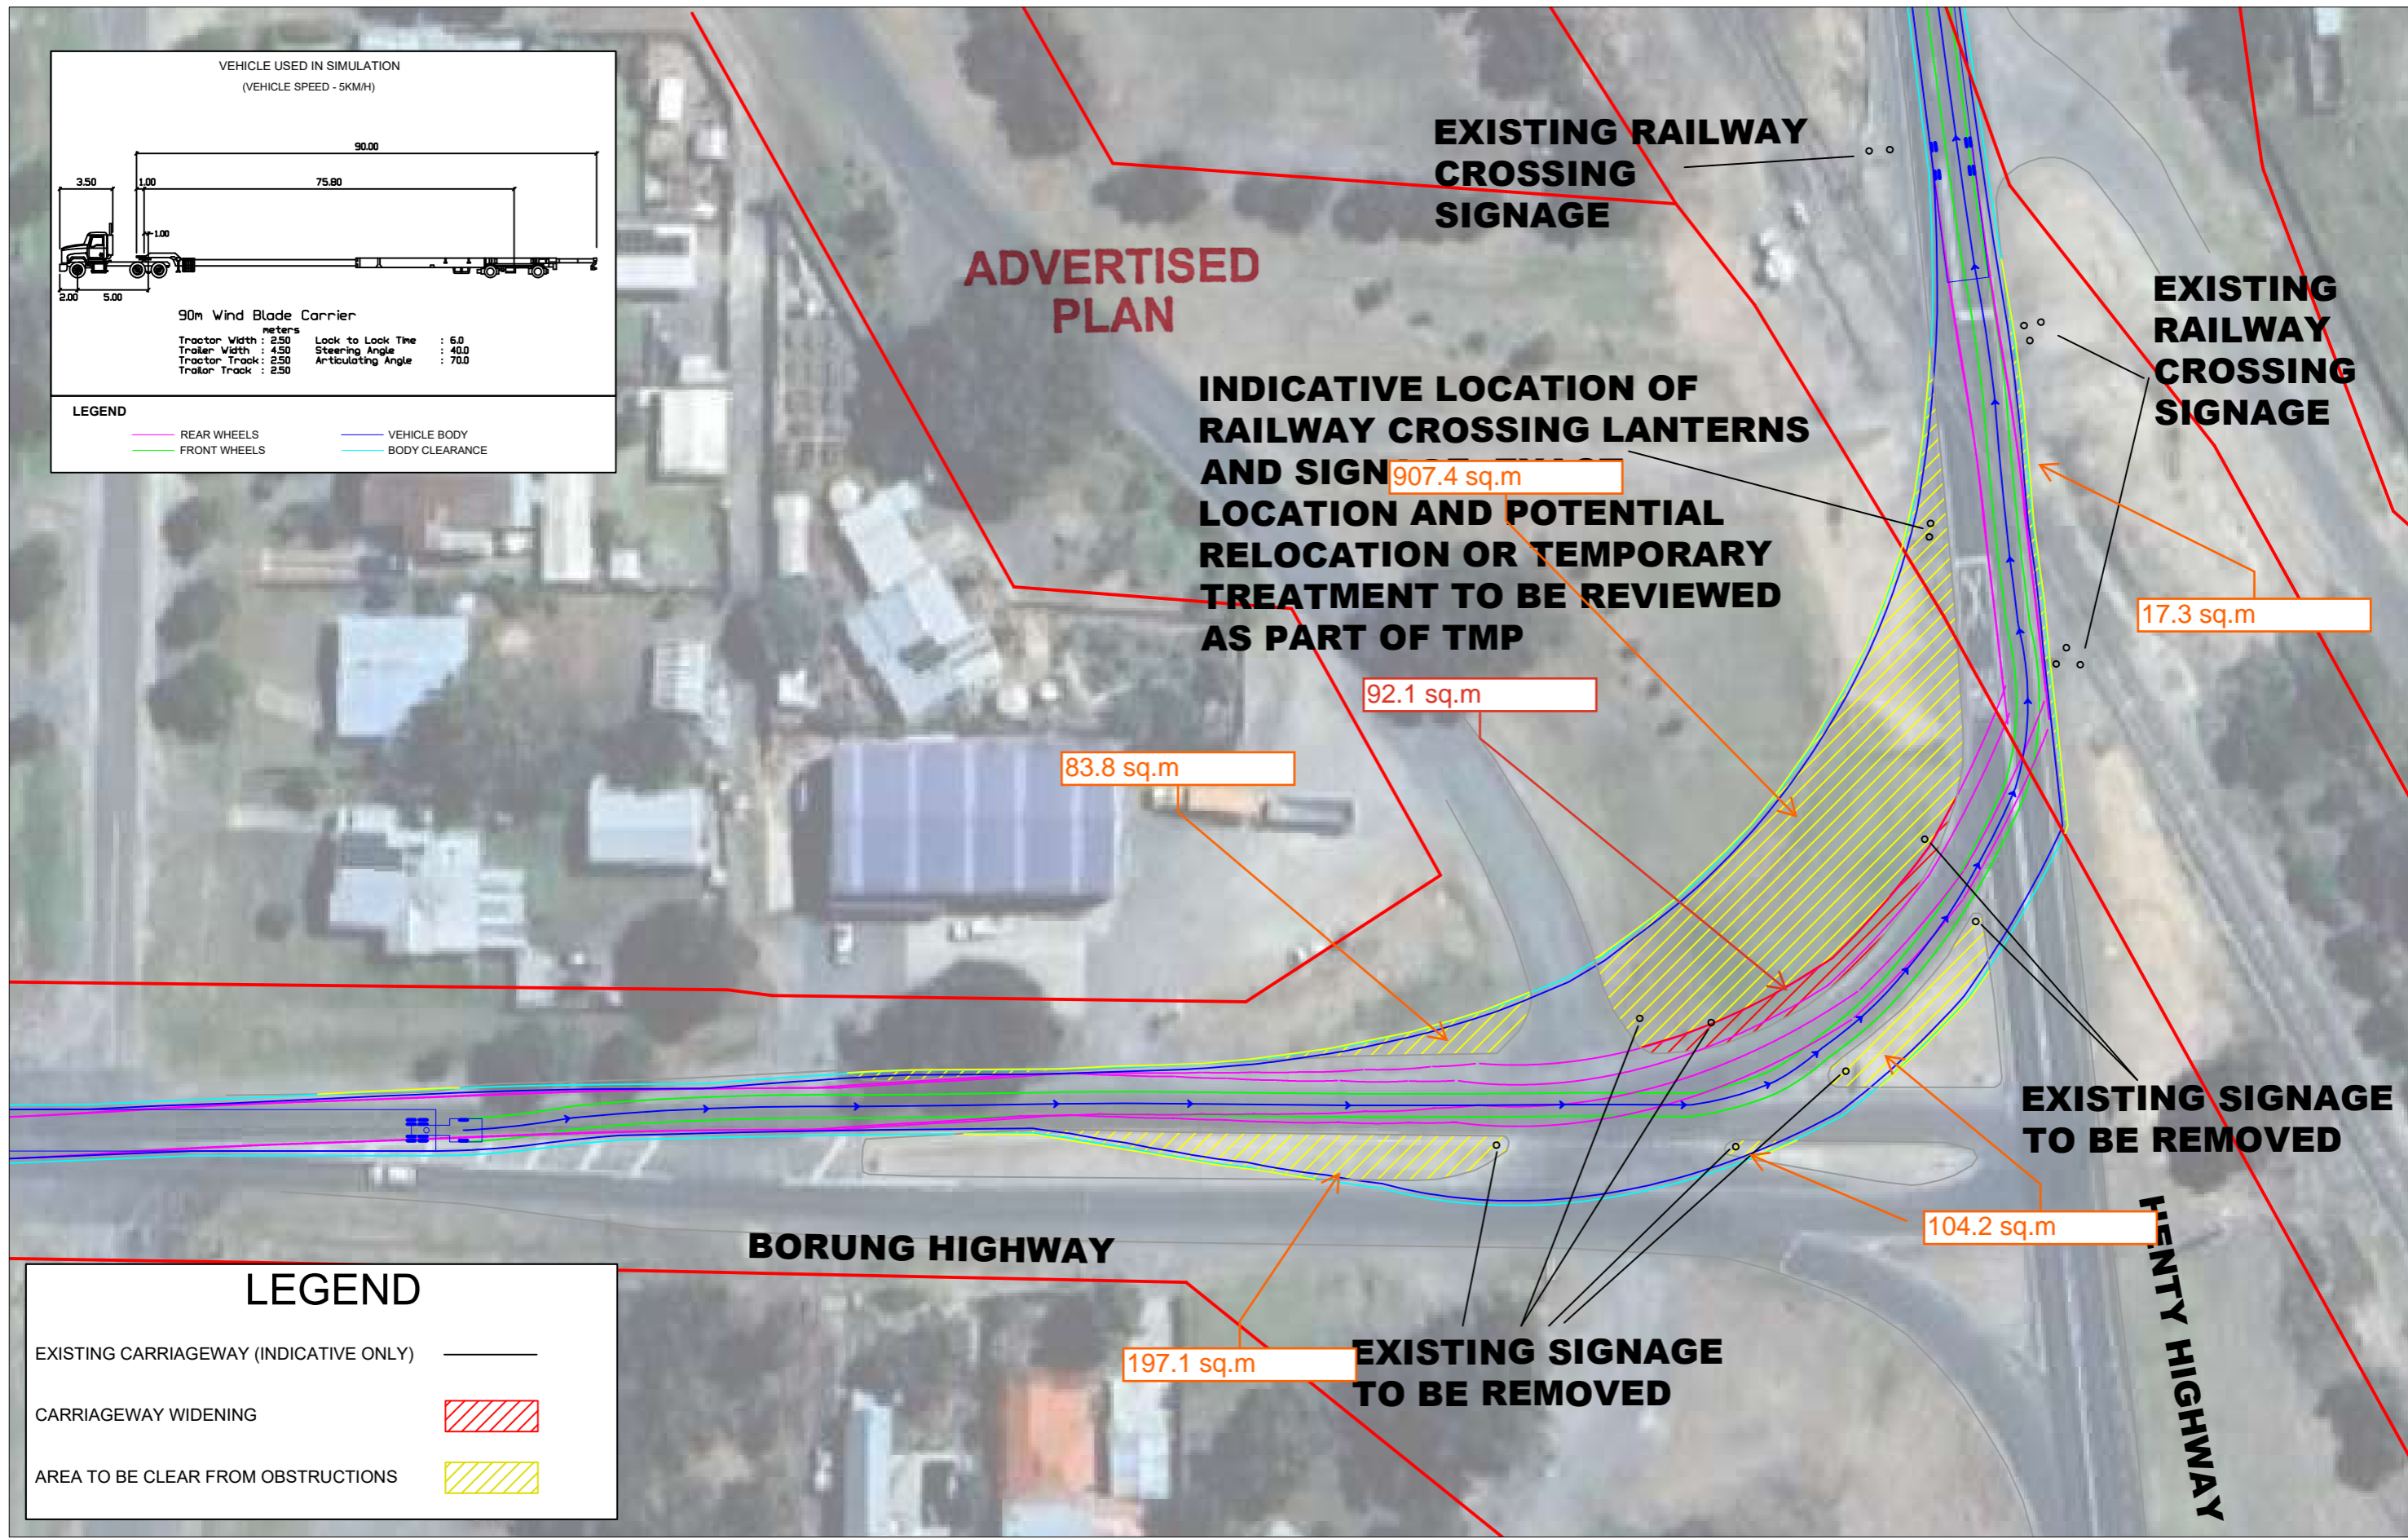 VEHICLE USED IN SIMULATION
(VEHICLE SPEED - 5KM/H)
90.00
3.50
1.00
75.80
1.00
2.00
5.00
90m Wind Blade Carrier
meters
Tractor Width : 2.50 Lock to Lock Time : 6.0
Trailer Width : 4.50 Steering Angle : 40.0
Tractor Track : 2.50 Articulating Angle : 70.0
Trailor Track : 2.50
LEGEND
REAR WHEELS
VEHICLE BODY
FRONT WHEELS
BODY CLEARANCE
ADVERTISED
PLAN
EXISTING RAILWAY
CROSSING
SIGNAGE
EXISTING
RAILWAY
CROSSING
SIGNAGE
INDICATIVE LOCATION OF
RAILWAY CROSSING LANTERNS
AND
LOCATION AND POTENTIAL
RELOCATION OR TEMPORARY
TREATMENT TO BE REVIEWED
AS PART OF TMP
907.4 sq.m
17.3 sq.m
92.1 sq.m
83.8 sq.m
EXISTING SIGNAGE
TO BE REMOVED
104.2 sq.m
BORUNG HIGHWAY
HENTY HIGHWAY
197.1 sq.m
EXISTING SIGNAGE
TO BE REMOVED
LEGEND
EXISTING CARRIAGEWAY (INDICATIVE ONLY)
CARRIAGEWAY WIDENING
AREA TO BE CLEAR FROM OBSTRUCTIONS